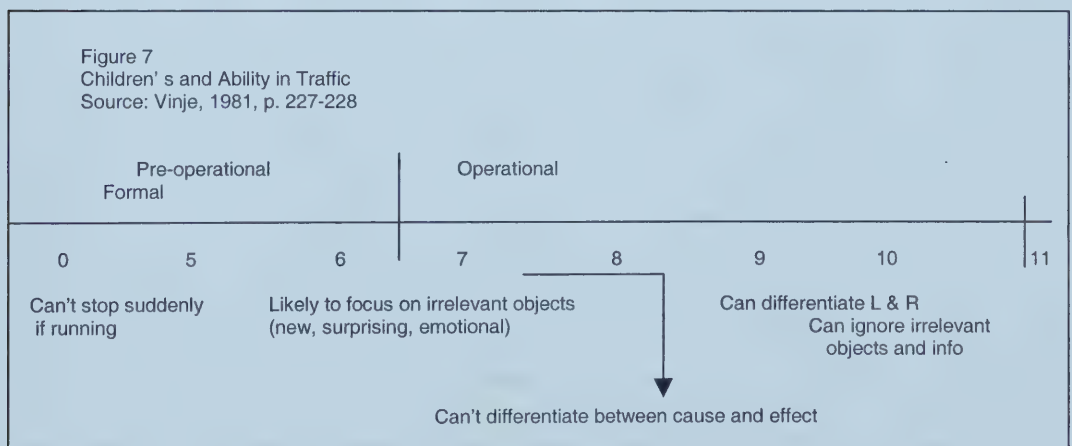 Figure 7
Children' s and Ability in Traffic
Source: Vinje, 1981, p. 227-228
Pre-operational Operational
Formal
0 5 6 7 8 9 10 11
Can't stop suddenly Likely to focus on irrelevant objects Can differentiate L & R
if running (new, surprising, emotional) Can ignore irrelevant
objects and info
Can't differentiate between cause and effect